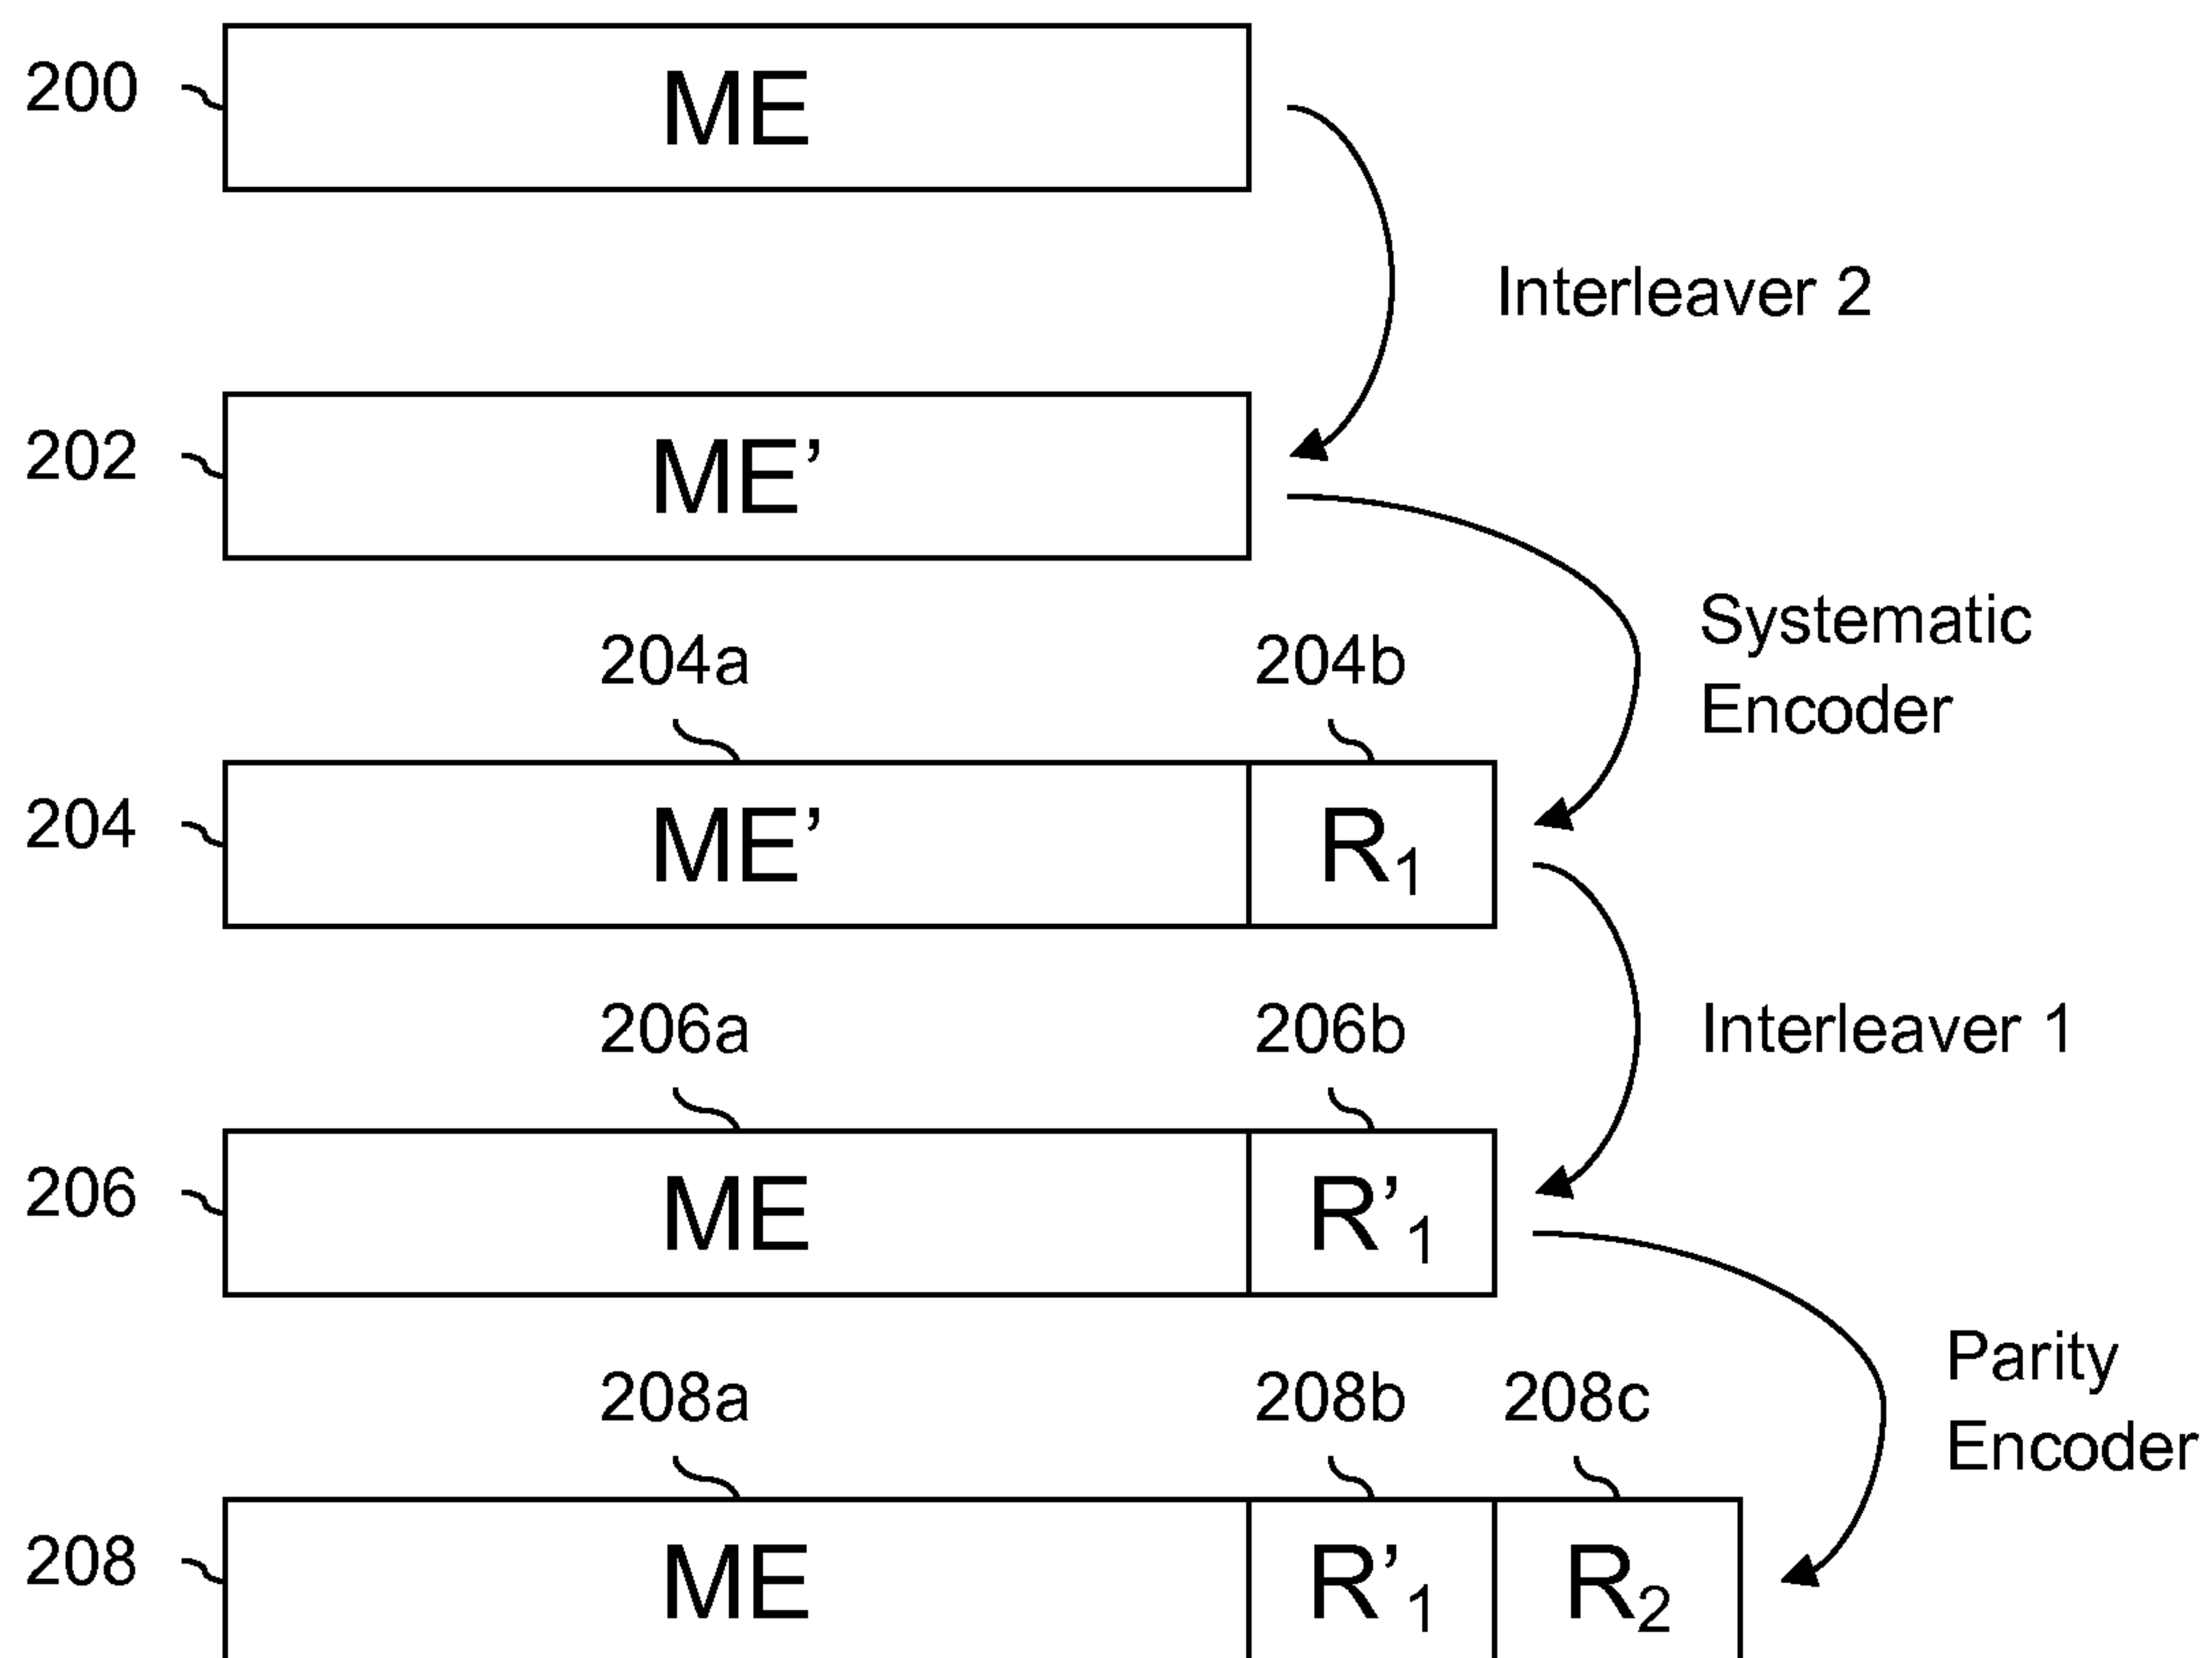 200
ME
Interleaver 2
202
ME’
Systematic
Encoder
204a
204b
204
ME’
R1
206a
206b
Interleaver 1
206
ME
R’1
Parity
Encoder
208a
208b
208c
208
ME
R’1
R2